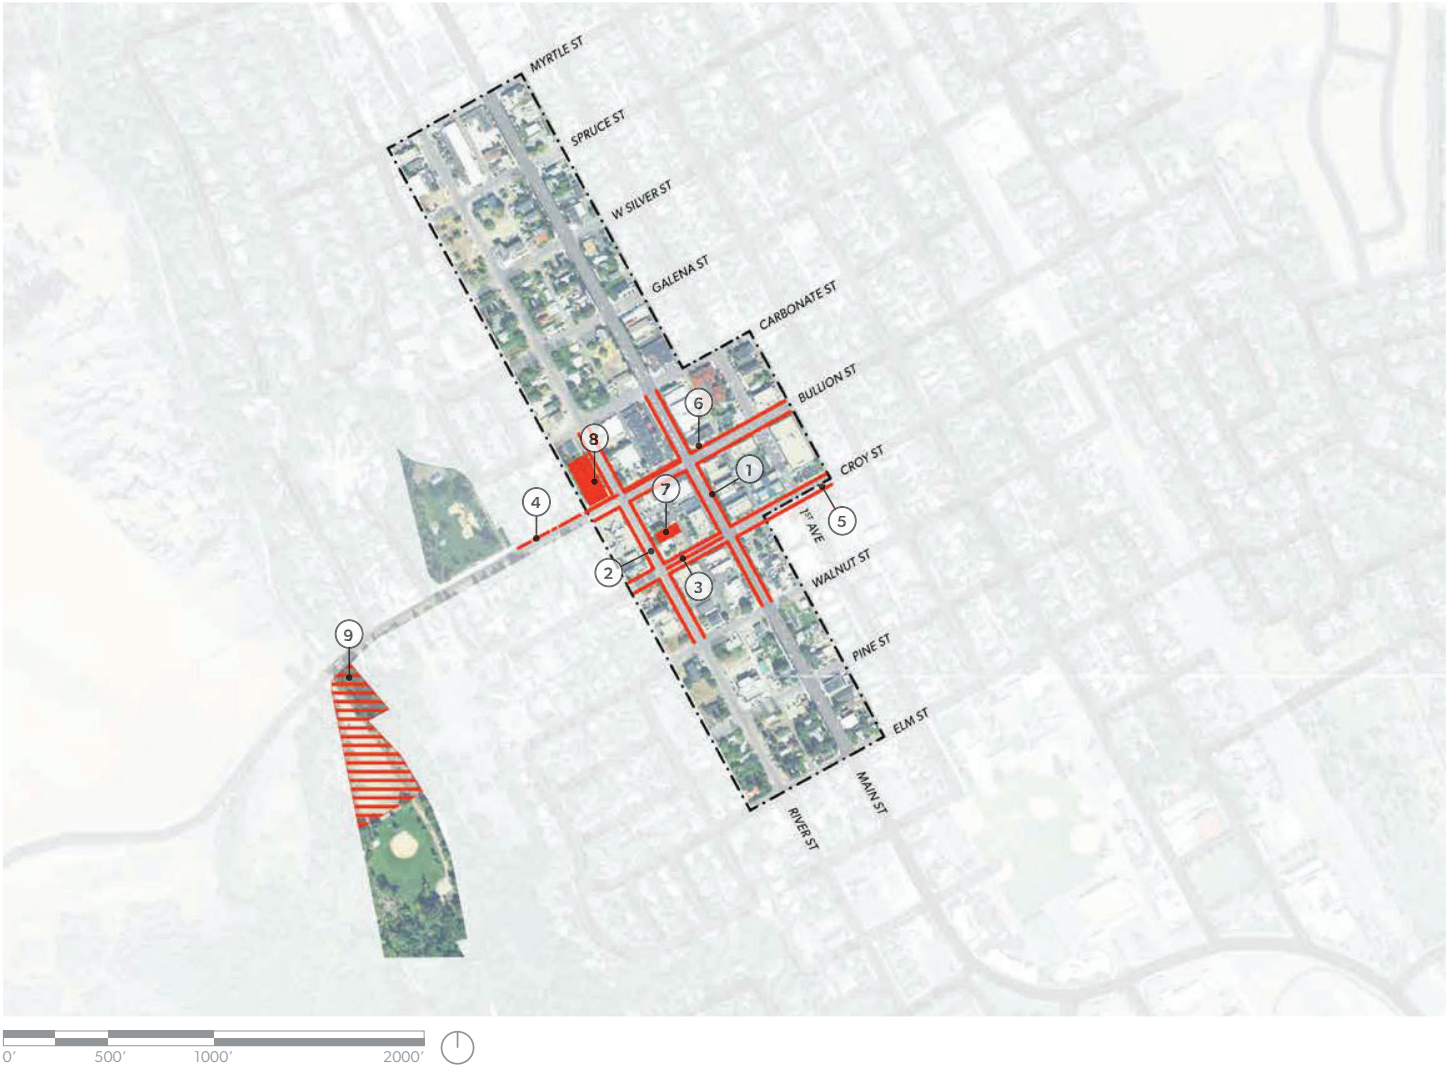 MYRTLE ST
SPRUCE ST
W SILVER ST
GALENA ST
CARBONATE ST
BULLION ST
6
8
CROY ST
1
7
4
5
1ST AVE
2
3
WALNUT ST
9
PINE ST
ELM ST
MAIN ST
RIVER ST
0’ 500’ 1000’ 2000’